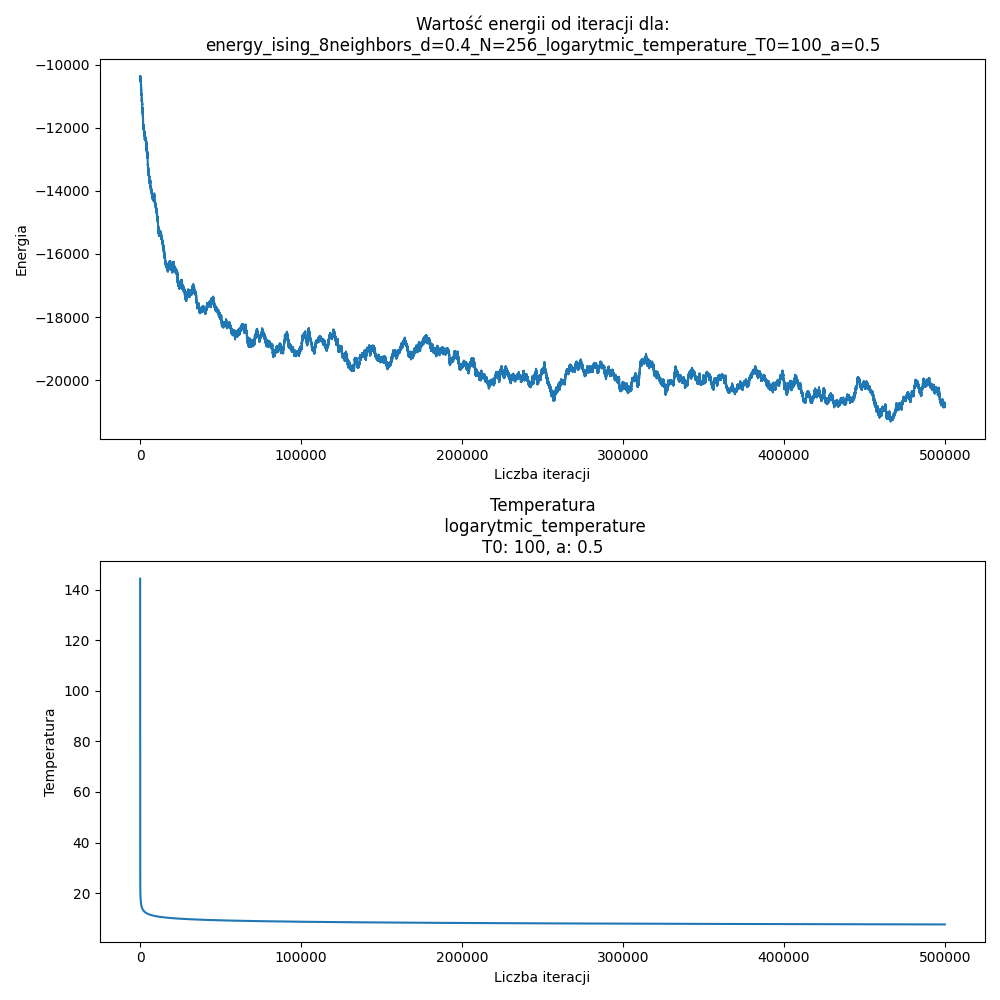 Wartość energii od iteracji dla:
energy_ising_8neighbors_d=0.4_N=256_logarytmic_temperature_T0=100_a=0.5
−10000
−12000
−14000
−16000
−18000
−20000
Energia
0 100000 200000 300000 400000 500000
Liczba iteracji
Temperatura
logarytmic_temperature
T0: 100, a: 0.5
140
120
100
80
60
40
20
Temperatura
0 100000 200000 300000 400000 500000
Liczba iteracji